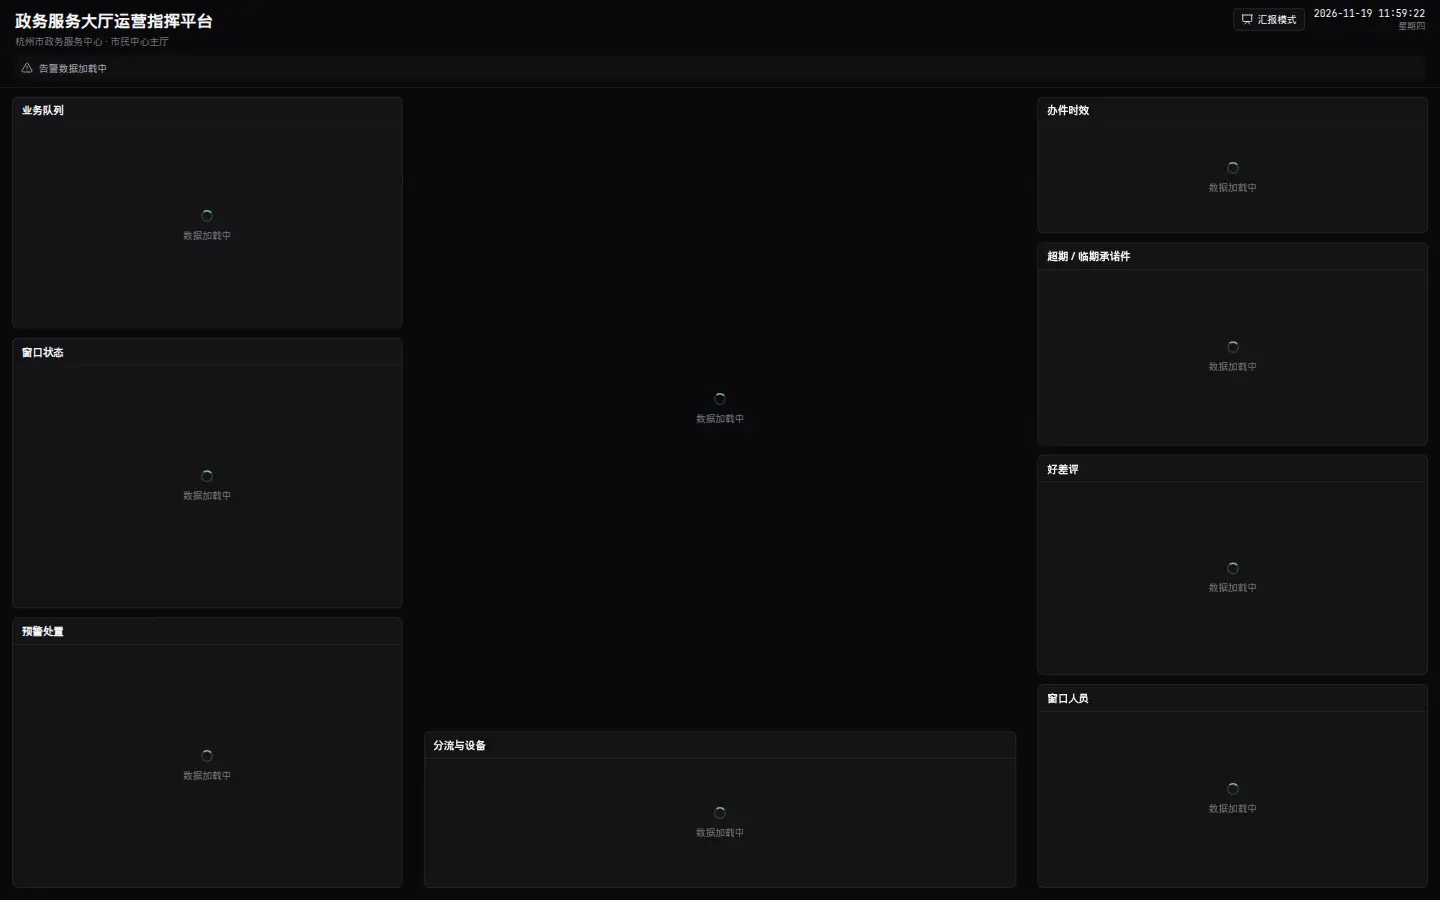 政务服务大厅运营指挥平台
杭州市政务服务中心 · 市民中心主厅
汇报模式
2026-11-19 11:59:22
星期四
告警数据加载中
业务队列
数据加载中
窗口状态
数据加载中
预警处置
数据加载中
数据加载中
分流与设备
数据加载中
办件时效
数据加载中
超期 / 临期承诺件
数据加载中
好差评
数据加载中
窗口人员
数据加载中